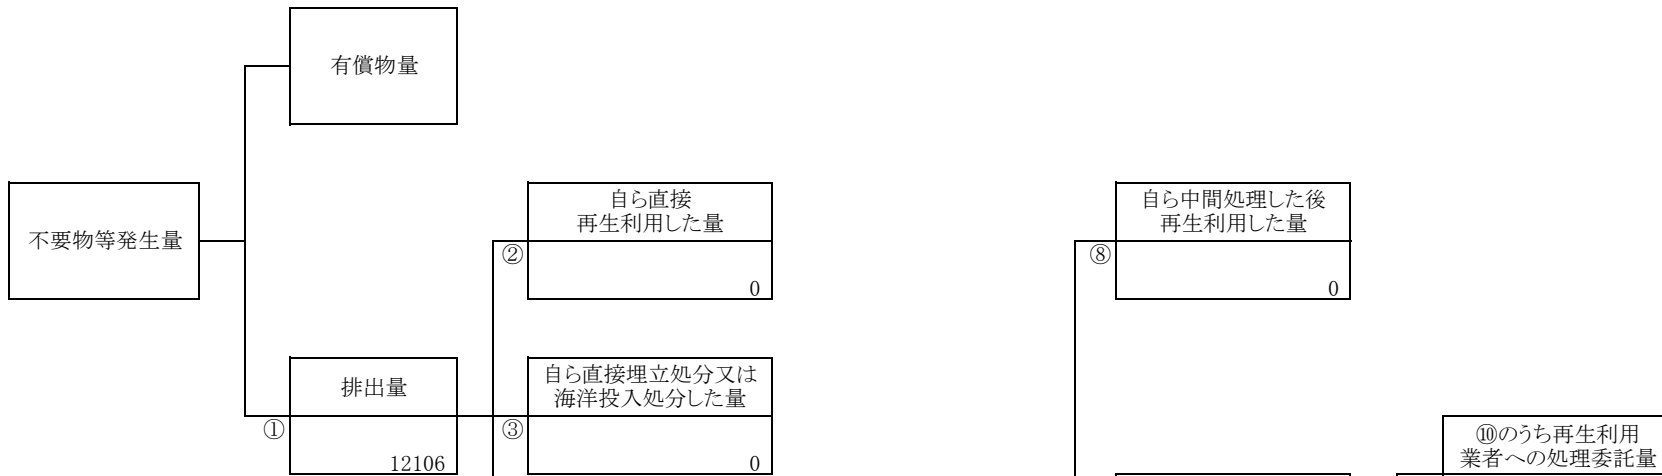 有償物量
不要物等発生量
自ら直接
再生利用した量
②
0
自ら中間処理した後
再生利用した量
⑧
0
排出量
①
12106
自ら直接埋立処分又は
海洋投入処分した量
③
0
⑩のうち再生利用
業者への処理委託量